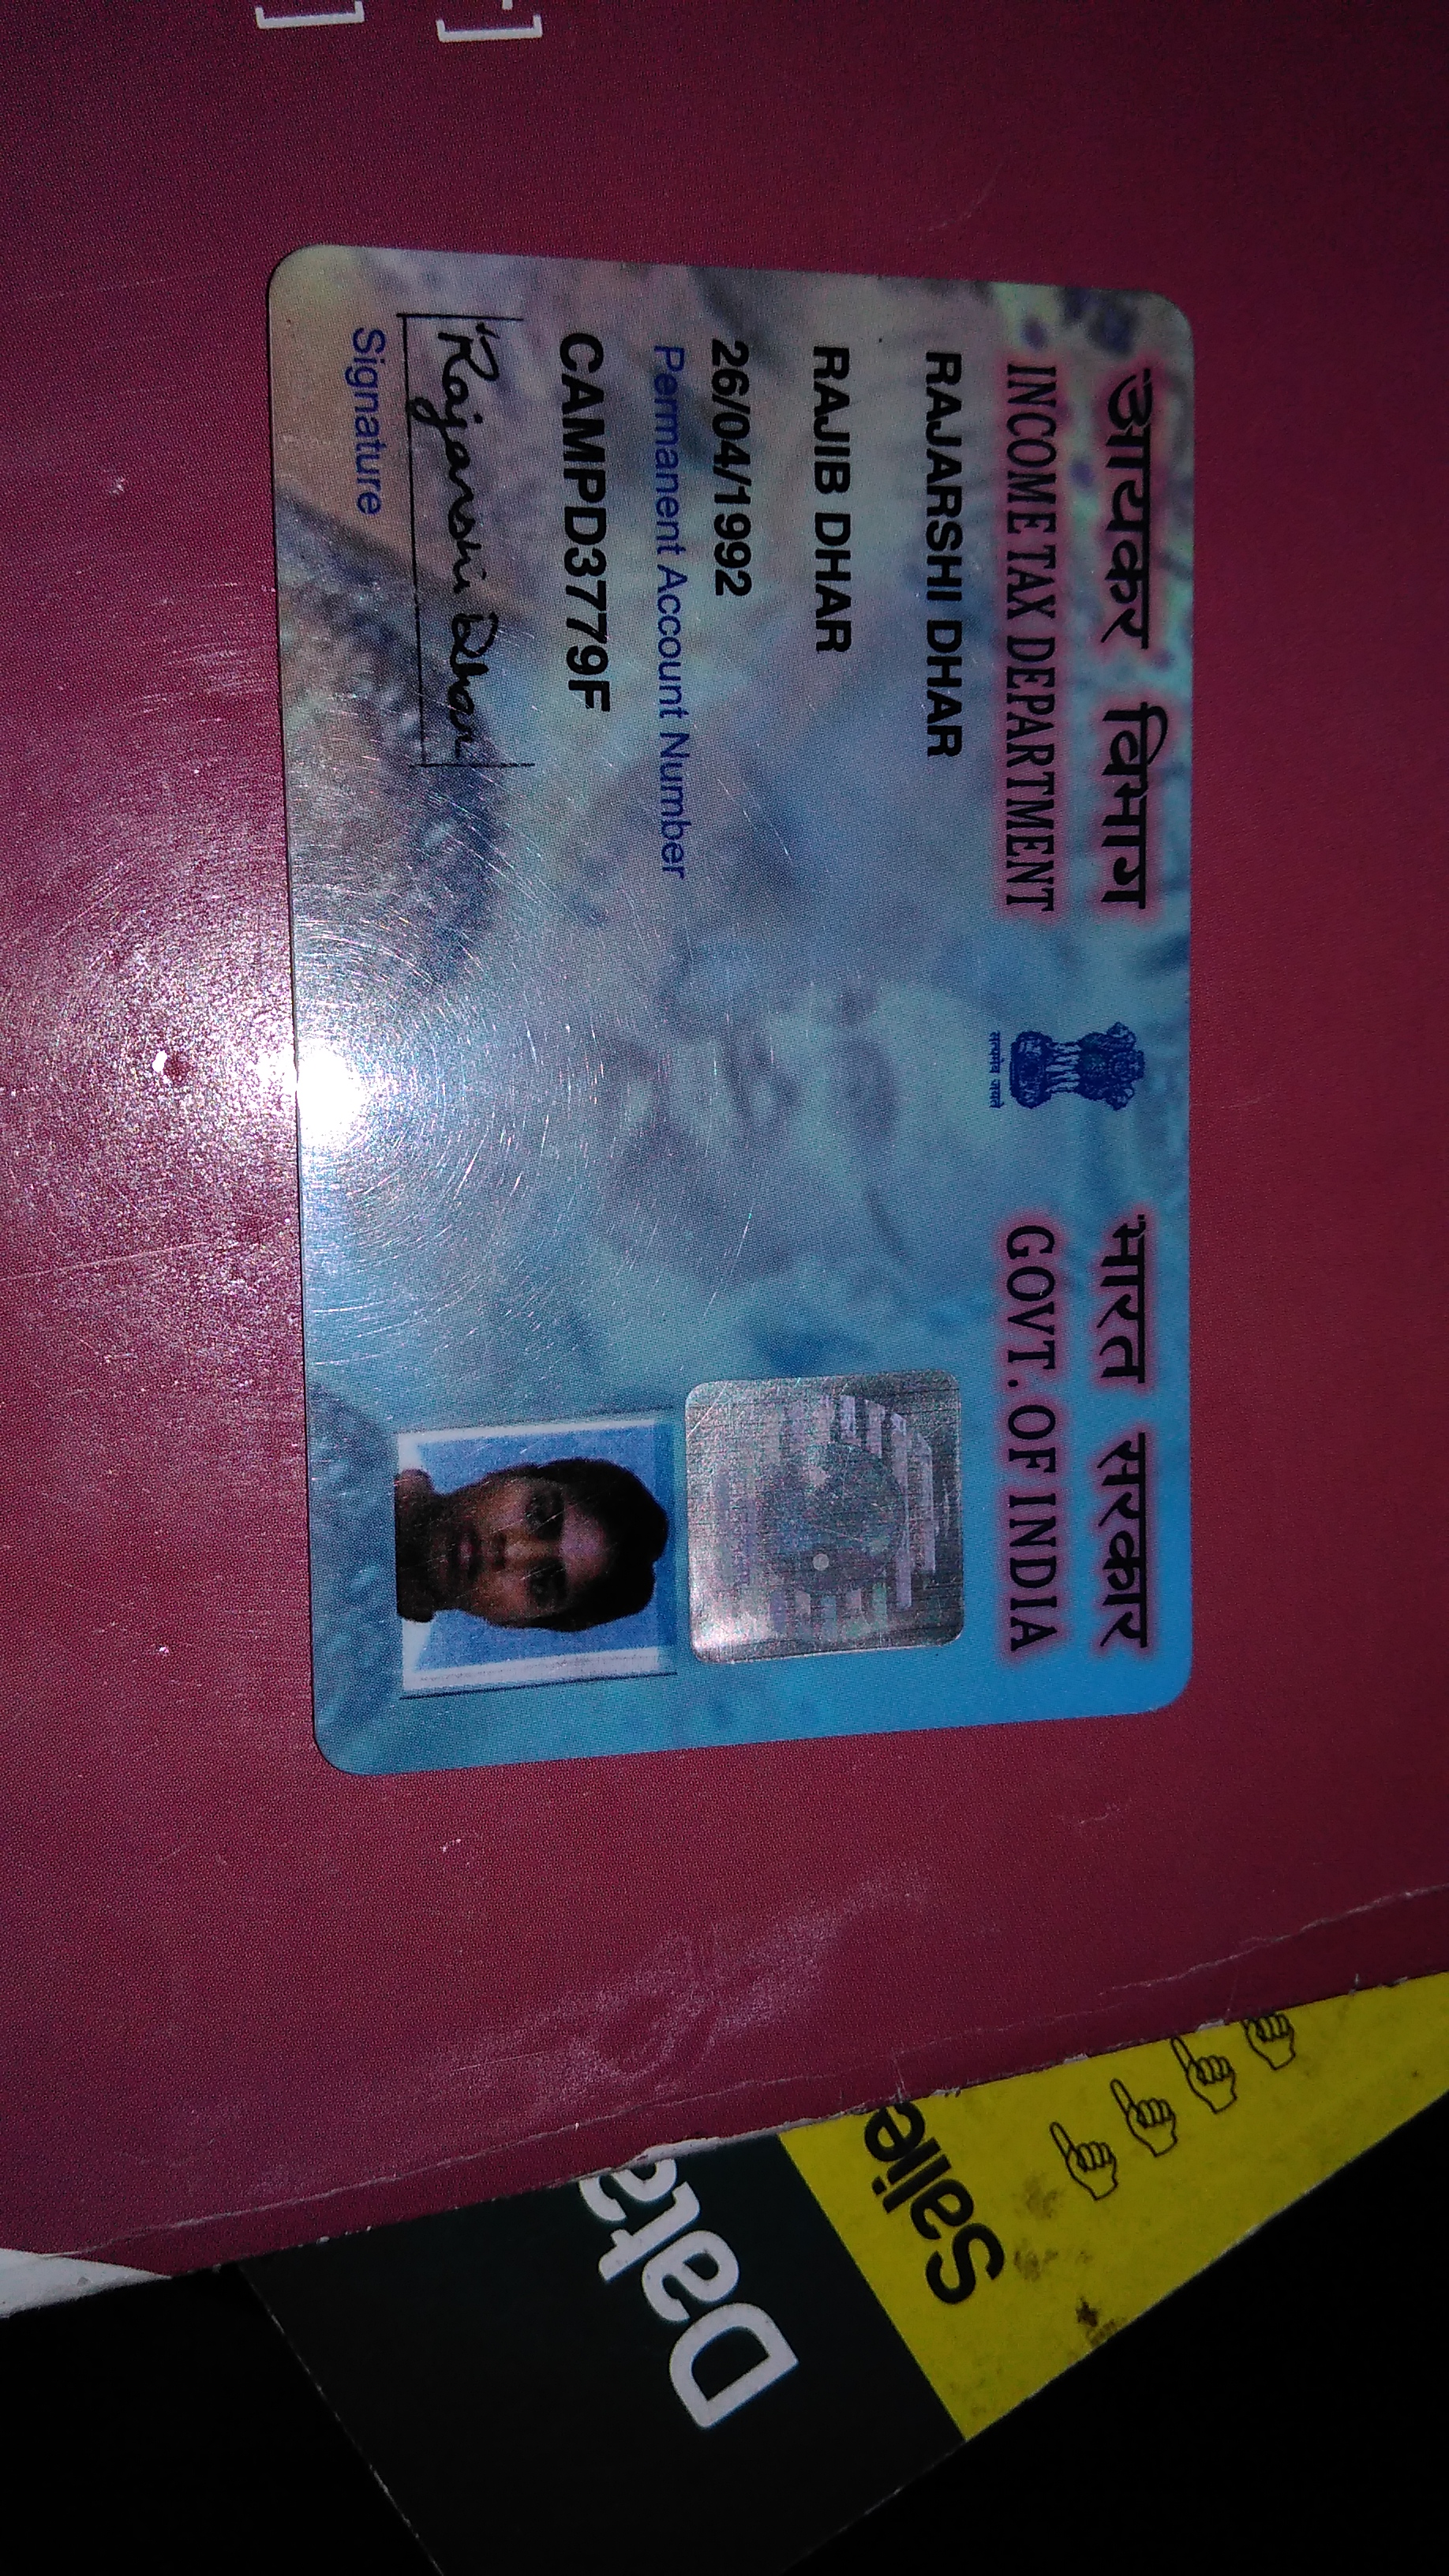 आयकर विभाग
INCOME TAX DEPARTMENT
सत्यमेव जयते
भारत सरकार
GOVT. OF INDIA
RAJARSHI DHAR
RAJIB DHAR
26/04/1992
Permanent Account Number
CAMPD3779F
Rajarshi Dhar
Signature
Salie
Date